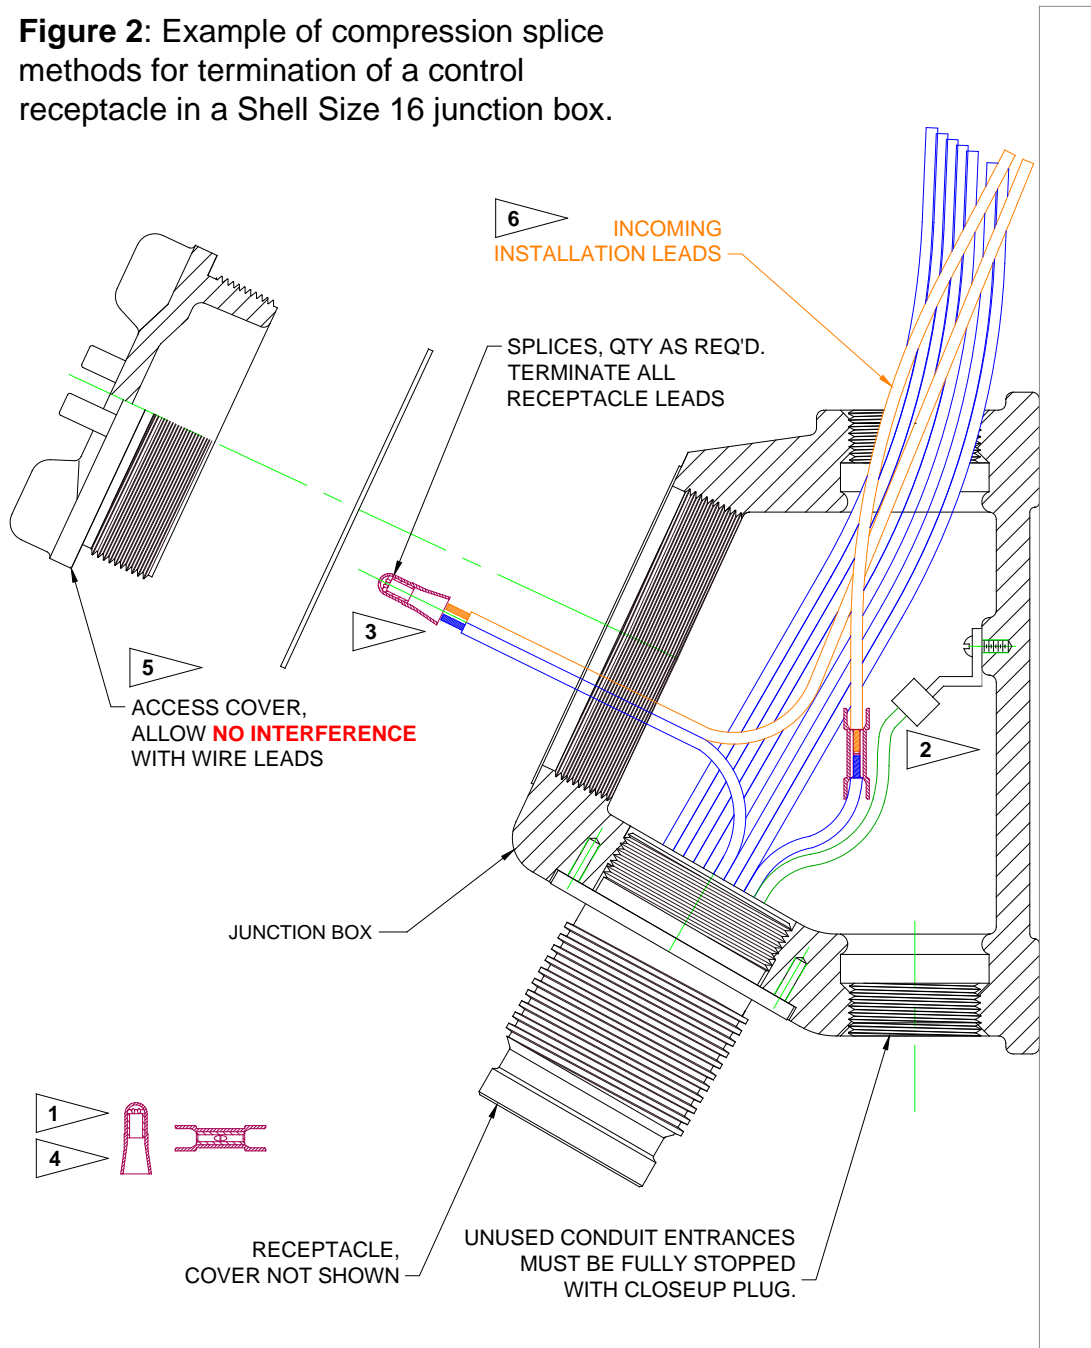 Figure 2: Example of compression splice
methods for termination of a control
receptacle in a Shell Size 16 junction box.
6
INCOMING
INSTALLATION LEADS
SPLICES, QTY AS REQ'D.
TERMINATE ALL
RECEPTACLE LEADS
3
5
ACCESS COVER,
ALLOW NO INTERFERENCE
WITH WIRE LEADS
2
JUNCTION BOX
1
4
RECEPTACLE,
COVER NOT SHOWN
UNUSED CONDUIT ENTRANCES
MUST BE FULLY STOPPED
WITH CLOSEUP PLUG.